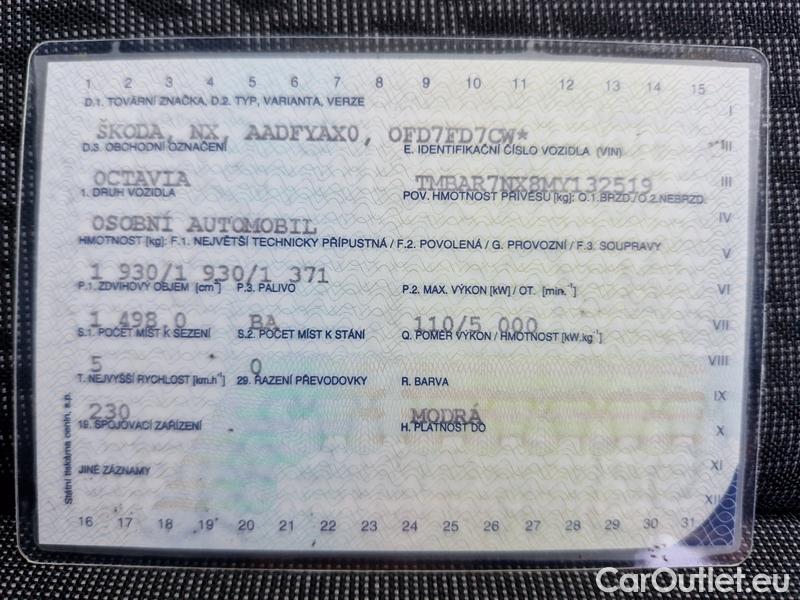 1 2 3 4 5 6 7 8 9 10 11 12 13 14 15
D.1. TOVÁRNÍ ZNAČKA, D.2. TYP, VARIANTA, VERZE
I
ŠKODA, NX, AADFYAX0, OFD7FD7CW*
D.3. OBCHODNÍ OZNAČENÍ E. IDENTIFIKAČNÍ ČÍSLO VOZIDLA (VIN)
II
OCTAVIA TMBAR7NX8MY132519
III
1. DRUH VOZIDLA POV. HMOTNOST PŘÍVĚSU [kg]: O.1.BRZD./O.2.NEBRZD.
OSOBNÍ AUTOMOBIL
IV
HMOTNOST [kg]: F.1. NEJVĚTŠÍ TECHNICKY PŘÍPUSTNÁ / F.2. POVOLENÁ / G. PROVOZNÍ / F.3. SOUPRAVY
V
1 930/1 930/1 371
P.1. ZDVIHOVÝ OBJEM [cm³] P.3. PALIVO P.2. MAX. VÝKON [kW] / OT. [min.⁻¹]
VI
1 498,0 BA 110/5 000
VII
S.1. POČET MÍST K SEZENÍ S.2. POČET MÍST K STÁNÍ Q. POMĚR VÝKON / HMOTNOST [kW.kg⁻¹]
5 0
VIII
T. NEJVYŠŠÍ RYCHLOST [km.h⁻¹] 29. ŘAZENÍ PŘEVODOVKY R. BARVA
IX
230 MODRÁ
19. SPOJOVACÍ ZAŘÍZENÍ H. PLATNOST DO
X
JINÉ ZÁZNAMY
XI
XII
Státní tiskárna cenin, s.p.
16 17 18 19 20 21 22 23 24 25 26 27 28 29 30 31
CarOutlet.eu